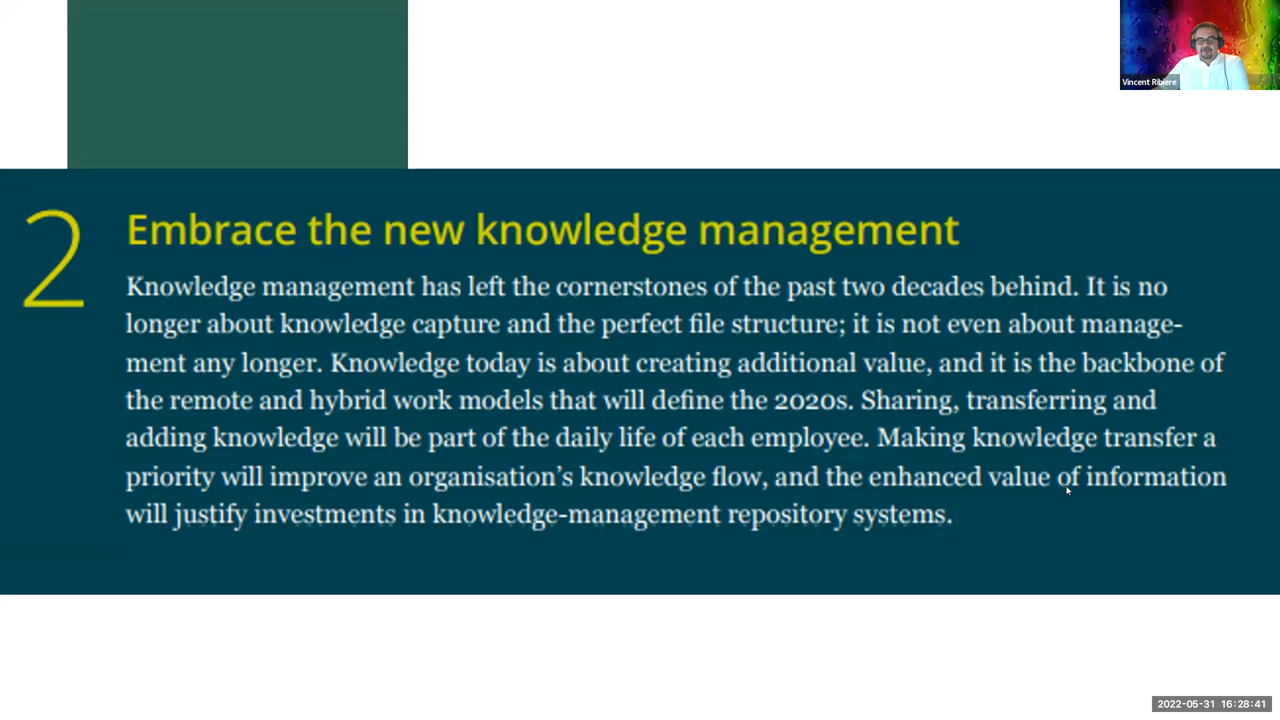 Vincent Ribiere
2
Embrace the new knowledge management
Knowledge management has left the cornerstones of the past two decades behind. It is no
longer about knowledge capture and the perfect file structure; it is not even about manage-
ment any longer. Knowledge today is about creating additional value, and it is the backbone of
the remote and hybrid work models that will define the 2020s. Sharing, transferring and
adding knowledge will be part of the daily life of each employee. Making knowledge transfer a
priority will improve an organisation's knowledge flow, and the enhanced value of information
will justify investments in knowledge-management repository systems.
2022-05-31 16:28:41